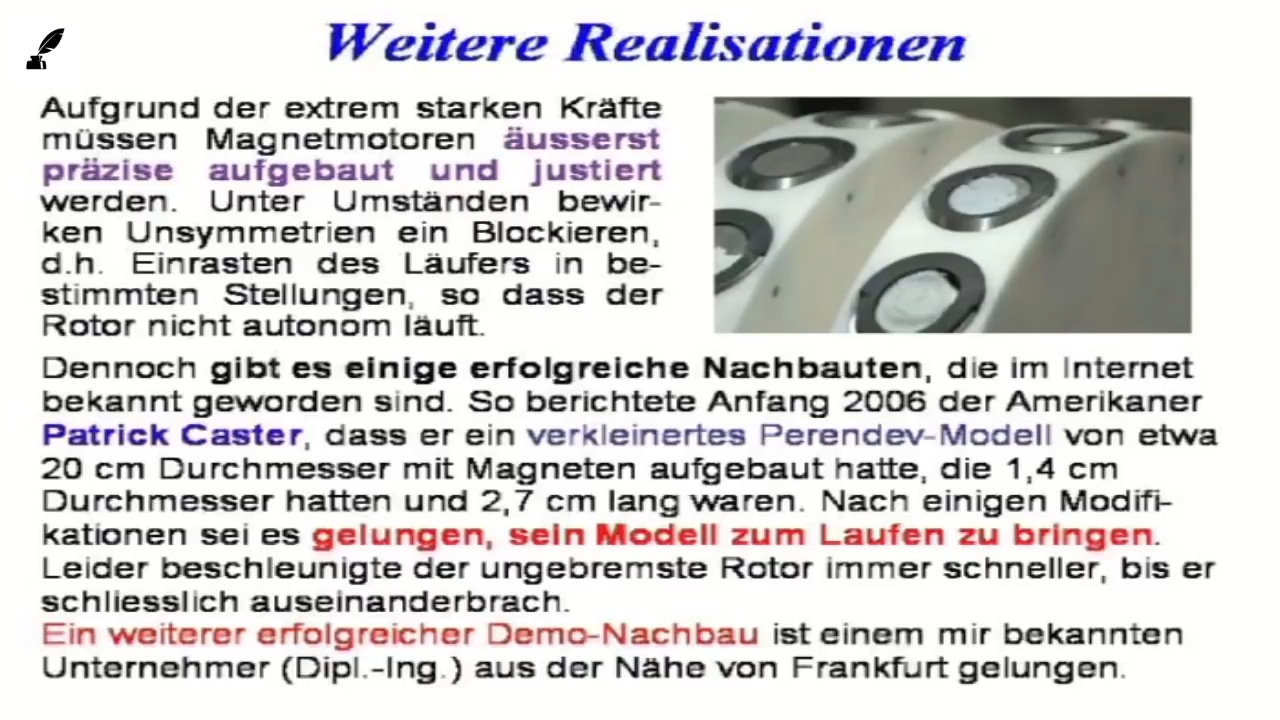 Weitere Realisationen
Aufgrund der extrem starken Kräfte
müssen Magnetmotoren äusserst
präzise aufgebaut und justiert
werden. Unter Umständen bewir-
ken Unsymmetrien ein Blockieren,
d.h. Einrasten des Läufers in be-
stimmten Stellungen, so dass der
Rotor nicht autonom läuft.
Dennoch gibt es einige erfolgreiche Nachbauten, die im Internet
bekannt geworden sind. So berichtete Anfang 2006 der Amerikaner
Patrick Caster, dass er ein verkleinertes Perendev-Modell von etwa
20 cm Durchmesser mit Magneten aufgebaut hatte, die 1,4 cm
Durchmesser hatten und 2,7 cm lang waren. Nach einigen Modifi-
kationen sei es gelungen, sein Modell zum Laufen zu bringen.
Leider beschleunigte der ungebremste Rotor immer schneller, bis er
schliesslich auseinanderbrach.
Ein weiterer erfolgreicher Demo-Nachbau ist einem mir bekannten
Unternehmer (Dipl.-Ing.) aus der Nähe von Frankfurt gelungen.